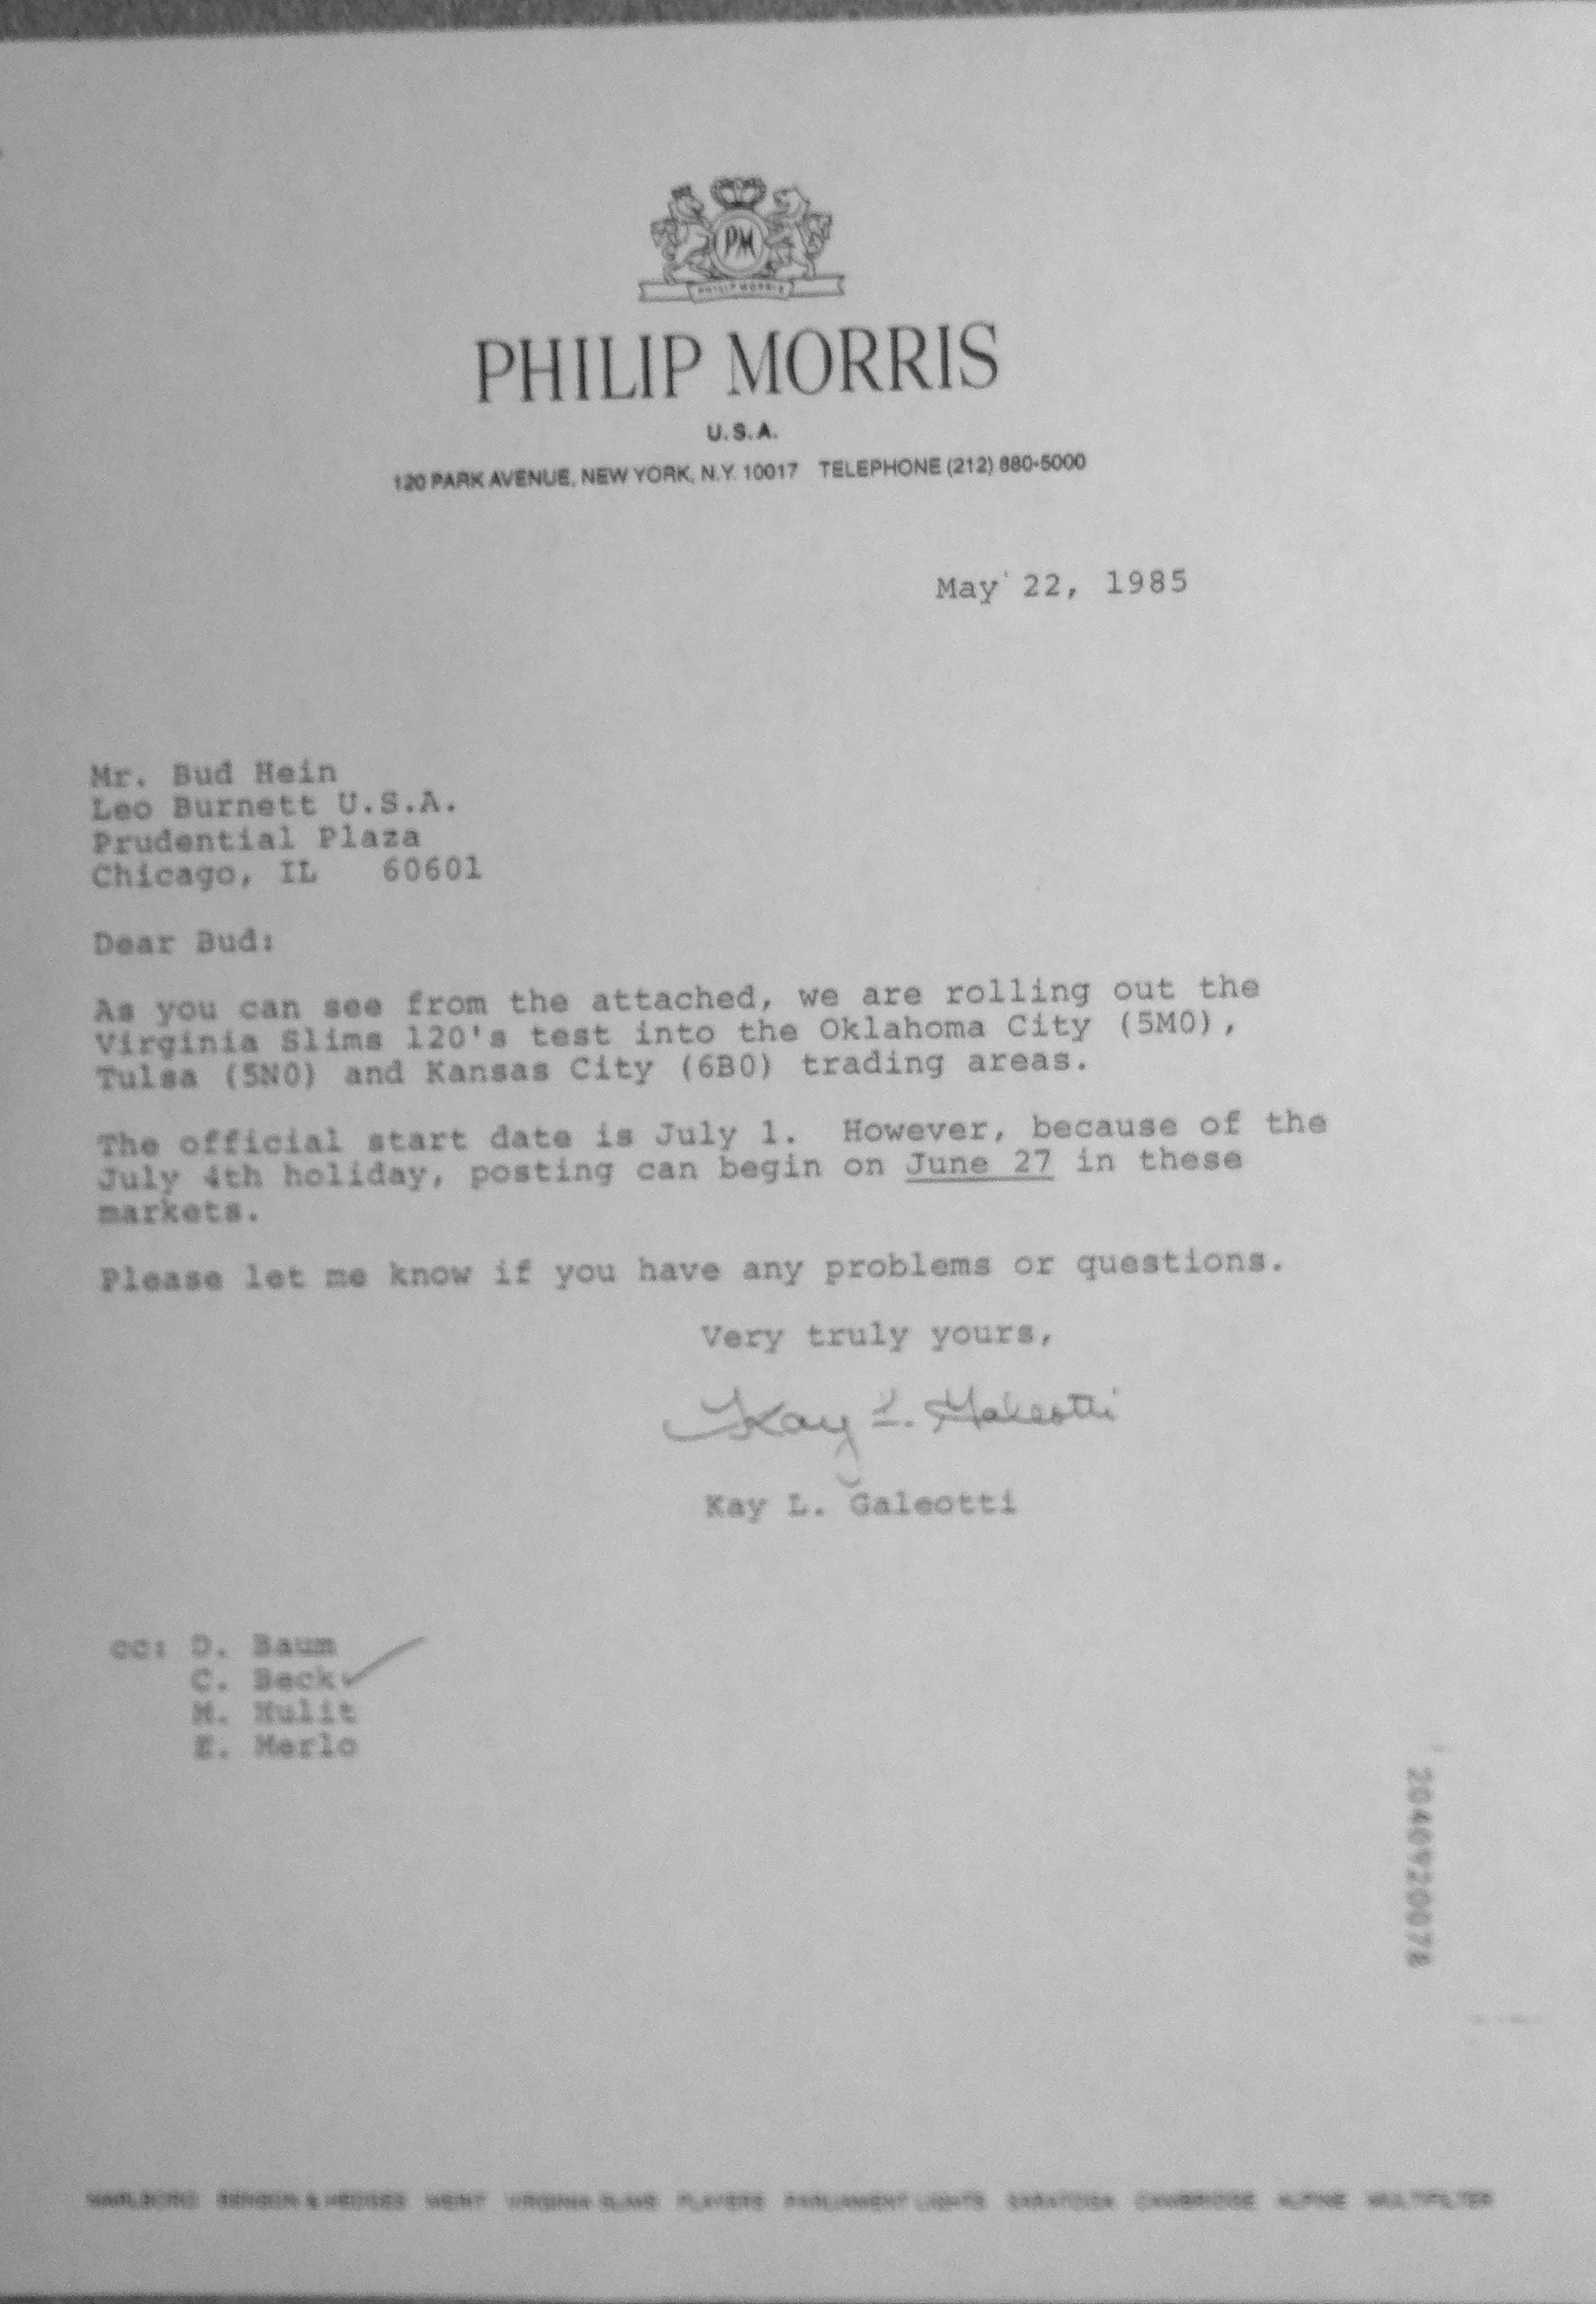 PM
PHILIP MORRIS
PHILIP MORRIS
U.S.A.
120 PARK AVENUE, NEW YORK, N.Y. 10017 TELEPHONE (212) 880-5000
May 22, 1985
Mr. Bud Hein
Leo Burnett U.S.A.
Prudential Plaza
Chicago, IL 60601
Dear Bud:
As you can see from the attached, we are rolling out the
Virginia Slims 120's test into the Oklahoma City (5M0),
Tulsa (5N0) and Kansas City (6B0) trading areas.
The official start date is July 1. However, because of the
July 4th holiday, posting can begin on June 27 in these
markets.
Please let me know if you have any problems or questions.
Very truly yours,
Kay L. Galeotti
Kay L. Galeotti
cc: D. Baum
C. Beck
M. Hulit
E. Merlo
2040920078
MARLBORO BENSON & HEDGES MERIT VIRGINIA SLIMS PLAYERS PARLIAMENT LIGHTS SARATOGA CAMBRIDGE ALPINE MULTIFILTER